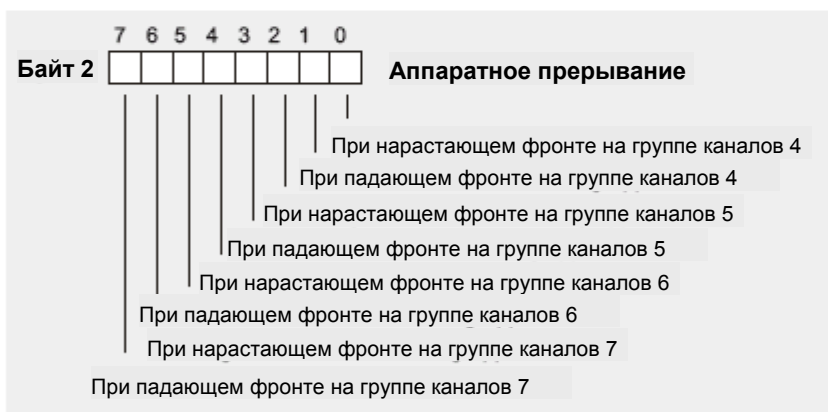 7 6 5 4 3 2 1 0
Байт 2 Аппаратное прерывание
При нарастающем фронте на группе каналов 4
При падающем фронте на группе каналов 4
При нарастающем фронте на группе каналов 5
При падающем фронте на группе каналов 5
При нарастающем фронте на группе каналов 6
При падающем фронте на группе каналов 6
При нарастающем фронте на группе каналов 7
При падающем фронте на группе каналов 7